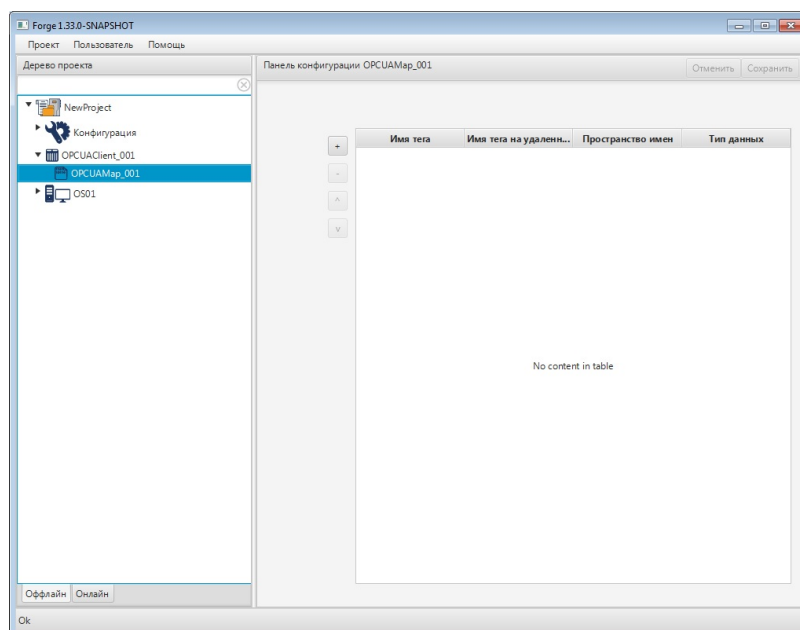 Forge 1.33.0-SNAPSHOT
Проект Пользователь Помощь
Дерево проекта
Панель конфигурации OPCUAMap_001
Отменить Сохранить
NewProject
Конфигурация
OPCUAClient_001
OPCUAMap_001
OS01
+
-
^
v
Имя тега Имя тега на удаленн... Пространство имен Тип данных
No content in table
Оффлайн Онлайн
Ok